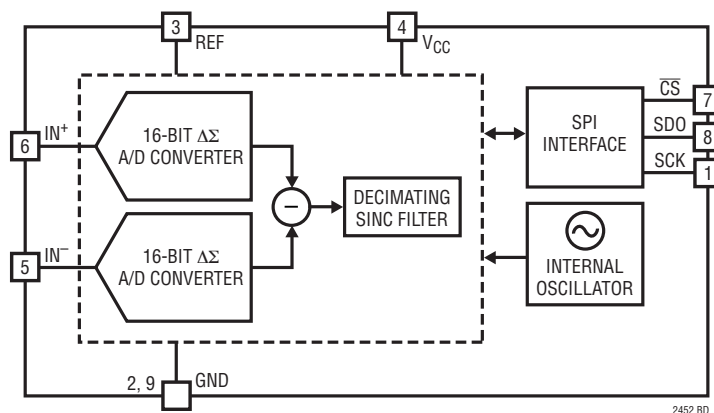 3
REF
4
VCC
6
IN+
16-BIT ΔΣ
A/D CONVERTER
5
IN−
16-BIT ΔΣ
A/D CONVERTER
−
DECIMATING
SINC FILTER
SPI
INTERFACE
C̅S̅
7
SDO
8
SCK
1
INTERNAL
OSCILLATOR
2, 9
GND
2452 BD